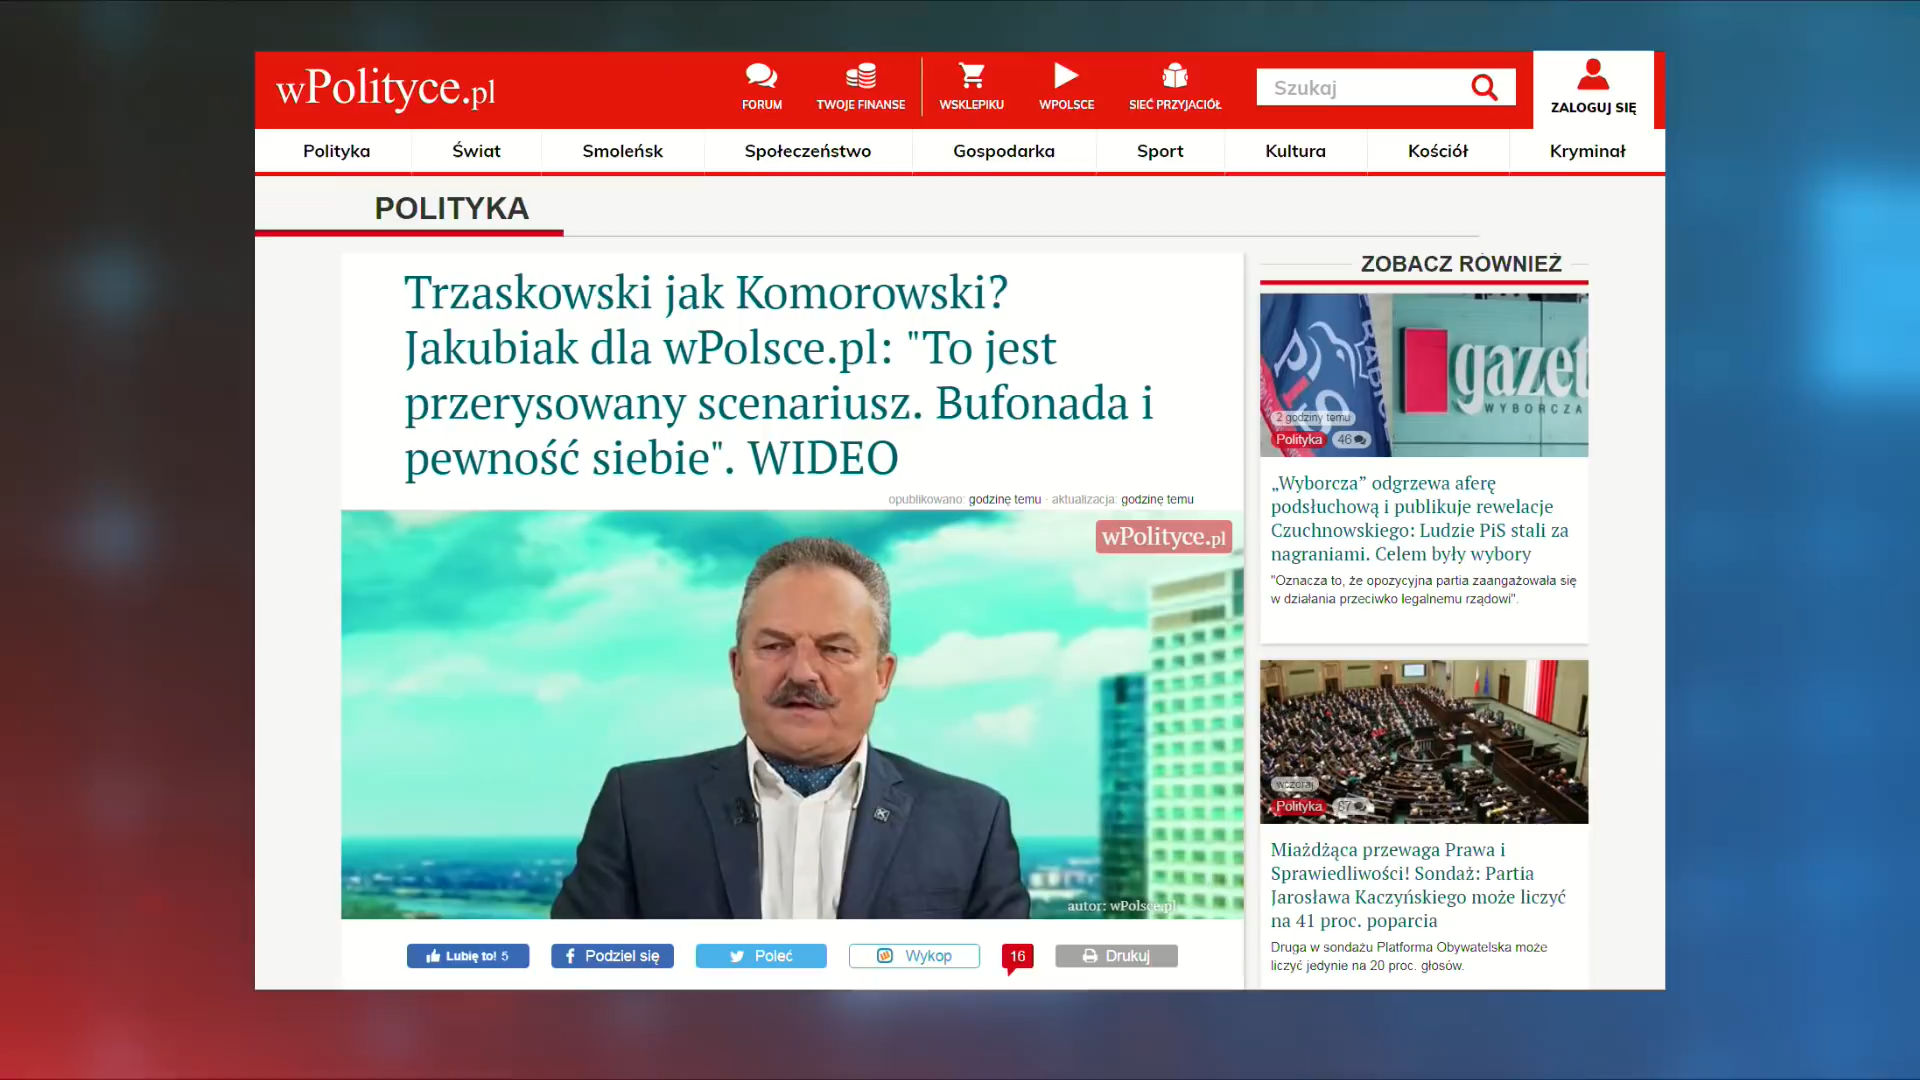 wPolityce.pl
FORUM
TWOJE FINANSE
WSKLEPIKU
WPOLSCE
SIEĆ PRZYJACIÓŁ
Szukaj
ZALOGUJ SIĘ
Polityka
Świat
Smoleńsk
Społeczeństwo
Gospodarka
Sport
Kultura
Kościół
Kryminał
POLITYKA
Trzaskowski jak Komorowski?
Jakubiak dla wPolsce.pl: "To jest
przerysowany scenariusz. Bufonada i
pewność siebie". WIDEO
opublikowano: godzinę temu · aktualizacja: godzinę temu
wPolityce.pl
autor: wPolsce.pl
Lubię to! 5
Podziel się
Poleć
Wykop
16
Drukuj
ZOBACZ RÓWNIEŻ
gazet
WYBORCZA
2 godziny temu
Polityka
46
„Wyborcza” odgrzewa aferę
podsłuchową i publikuje rewelacje
Czuchnowskiego: Ludzie PiS stali za
nagraniami. Celem były wybory
"Oznacza to, że opozycyjna partia zaangażowała się
w działania przeciwko legalnemu rządowi".
wczoraj
Polityka
87
Miażdżąca przewaga Prawa i
Sprawiedliwości! Sondaż: Partia
Jarosława Kaczyńskiego może liczyć
na 41 proc. poparcia
Druga w sondażu Platforma Obywatelska może
liczyć jedynie na 20 proc. głosów.